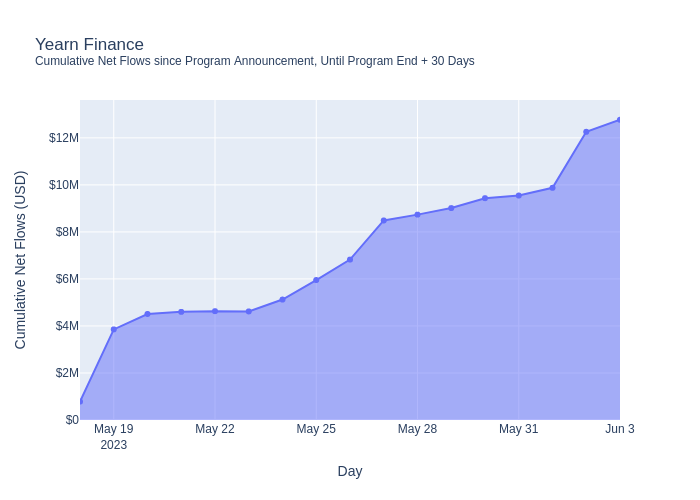 Yearn Finance
Cumulative Net Flows since Program Announcement, Until Program End + 30 Days
Cumulative Net Flows (USD)
$12M
$10M
$8M
$6M
$4M
$2M
$0
May 19
2023
May 22
May 25
May 28
May 31
Jun 3
Day